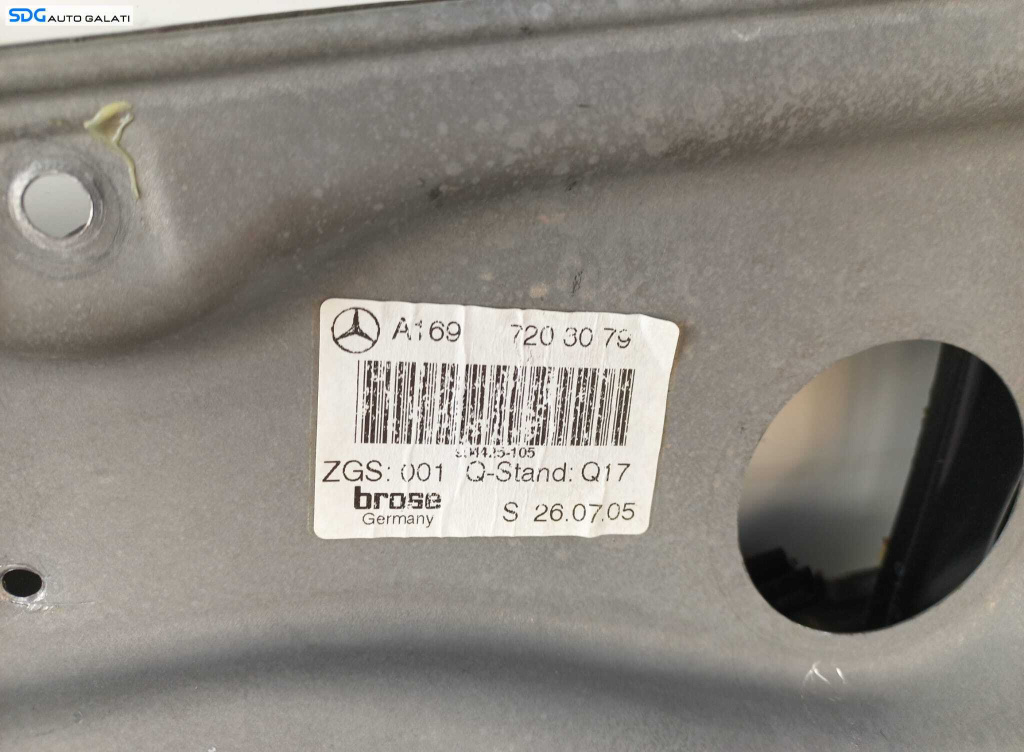 SDG AUTO GALATI
A169 720 30 79
ZGS: 001 Q-Stand: Q17
brose
Germany
S 26.07.05